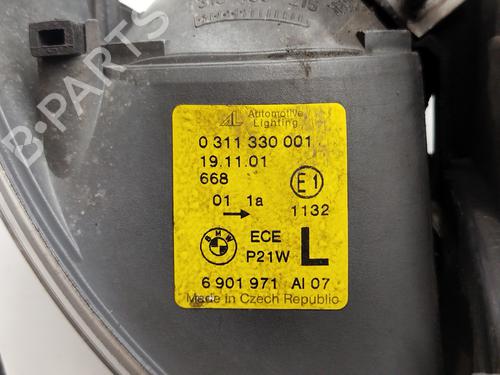 Automotive
Lighting
0 311 330 001
19.11.01
668
E1
01 1a
1132
BMW
ECE
P21W
L
6 901 971 AI 07
Made in Czech Republic
B-Parts